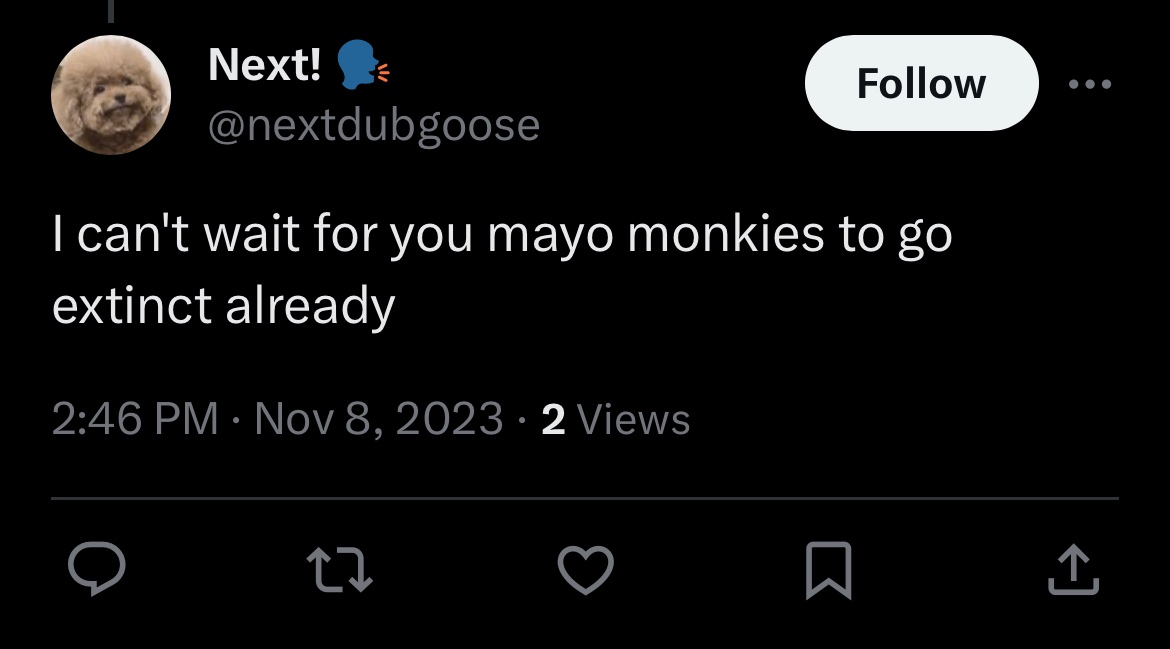 Next! 🗣
@nextdubgoose
Follow
I can't wait for you mayo monkies to go
extinct already
2:46 PM · Nov 8, 2023 · 2 Views